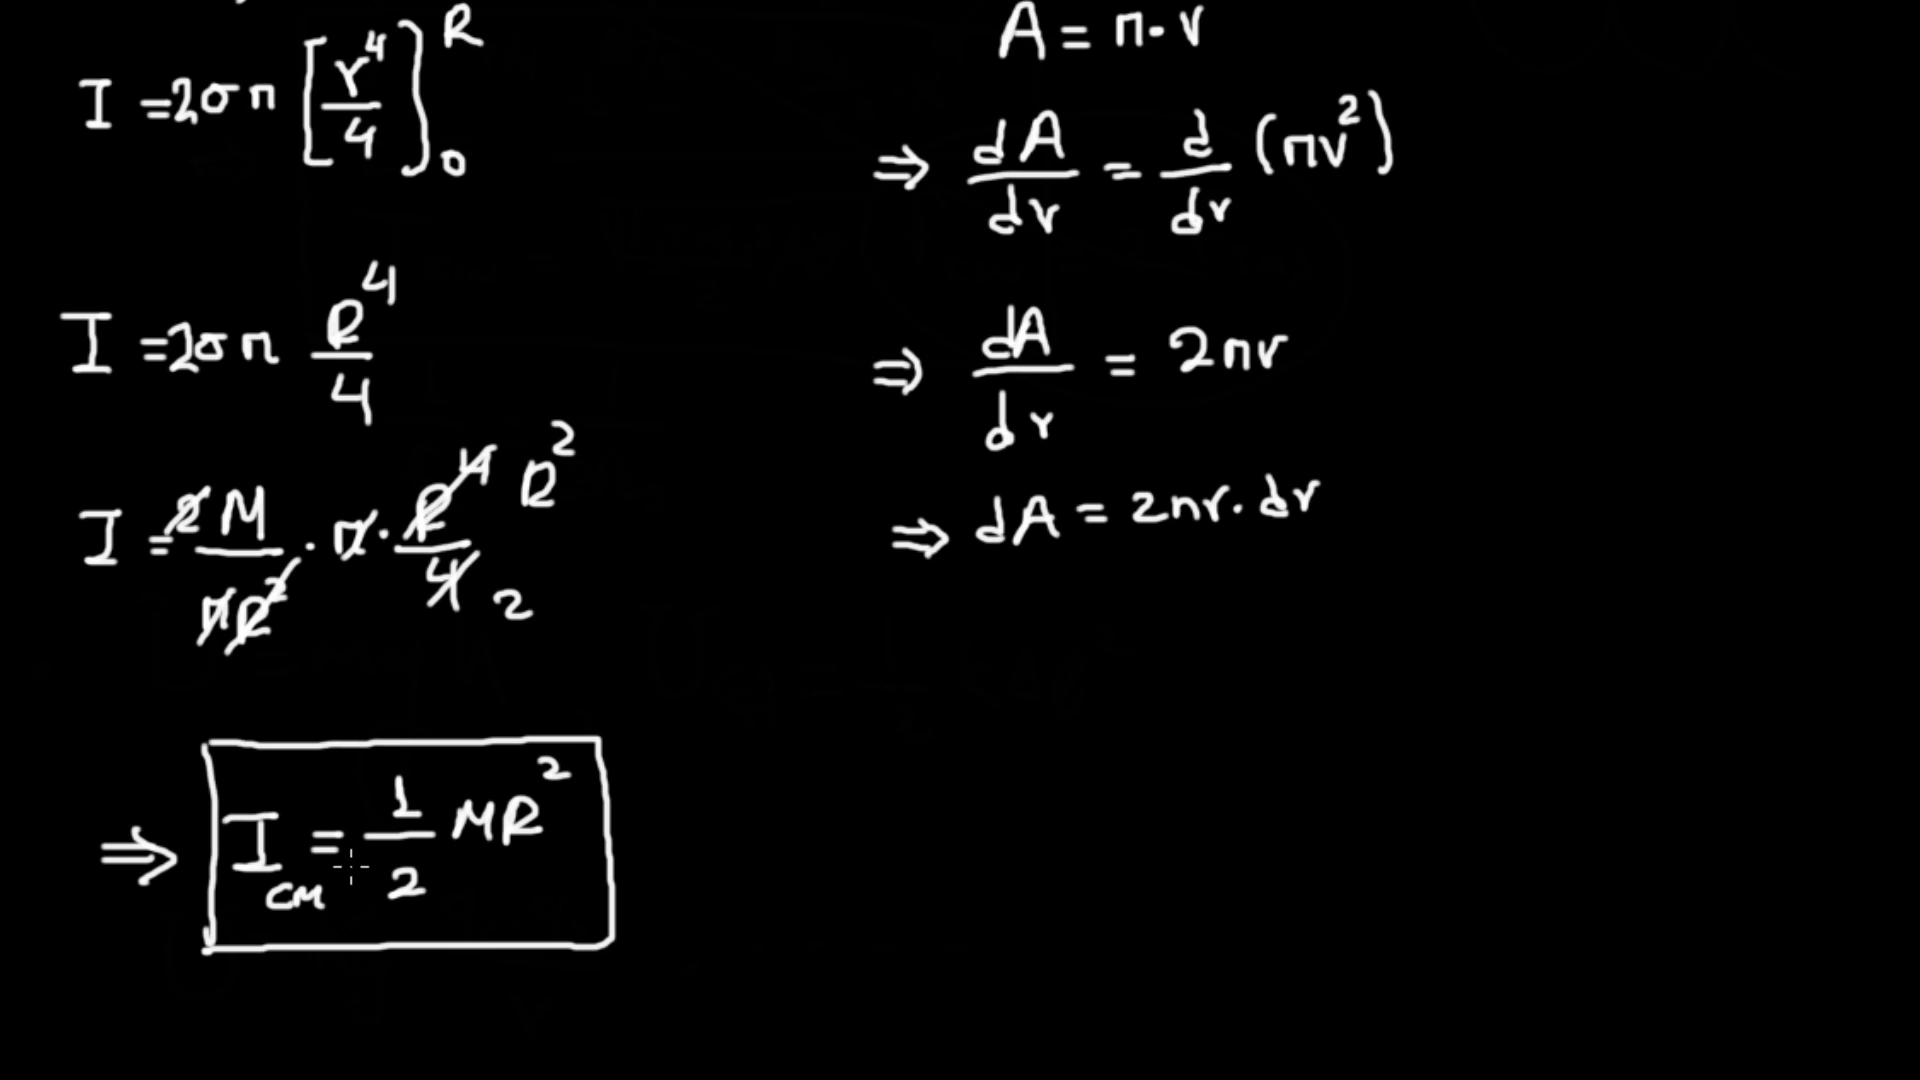 I = 2σπ [r⁴/4]₀ᴿ
I = 2σπ R⁴/4
I = 2M/πR² · π · R⁴/4 R² 2
⇒ I_CM = 1/2 MR²
A = π · r
⇒ dA/dr = d/dr (πr²)
⇒ dA/dr = 2πr
⇒ dA = 2πr · dr